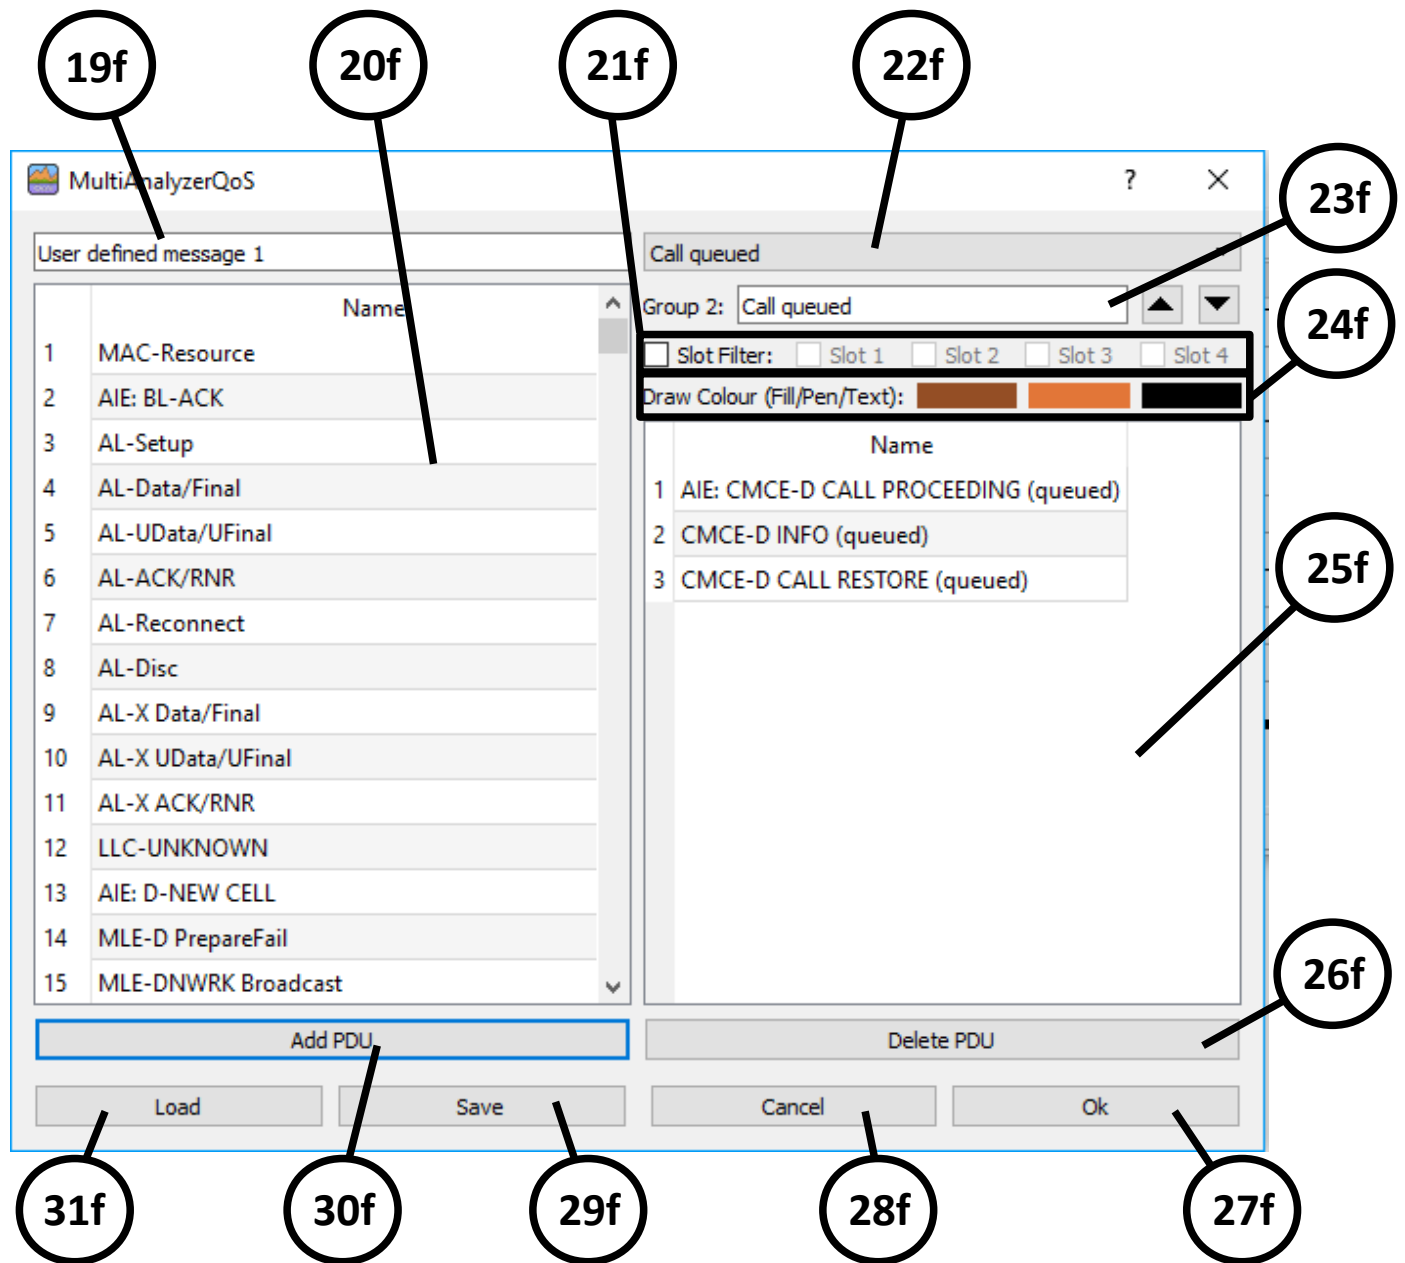 19f
20f
21f
22f
23f
24f
25f
26f
27f
28f
29f
30f
31f
MultiAnalyzerQoS
?
User defined message 1
Call queued
Name
1 MAC-Resource
2 AIE: BL-ACK
3 AL-Setup
4 AL-Data/Final
5 AL-UData/UFinal
6 AL-ACK/RNR
7 AL-Reconnect
8 AL-Disc
9 AL-X Data/Final
10 AL-X UData/UFinal
11 AL-X ACK/RNR
12 LLC-UNKNOWN
13 AIE: D-NEW CELL
14 MLE-D PrepareFail
15 MLE-DNWRK Broadcast
Group 2: Call queued
Slot Filter: Slot 1 Slot 2 Slot 3 Slot 4
Draw Colour (Fill/Pen/Text):
Name
1 AIE: CMCE-D CALL PROCEEDING (queued)
2 CMCE-D INFO (queued)
3 CMCE-D CALL RESTORE (queued)
Add PDU
Delete PDU
Load
Save
Cancel
Ok